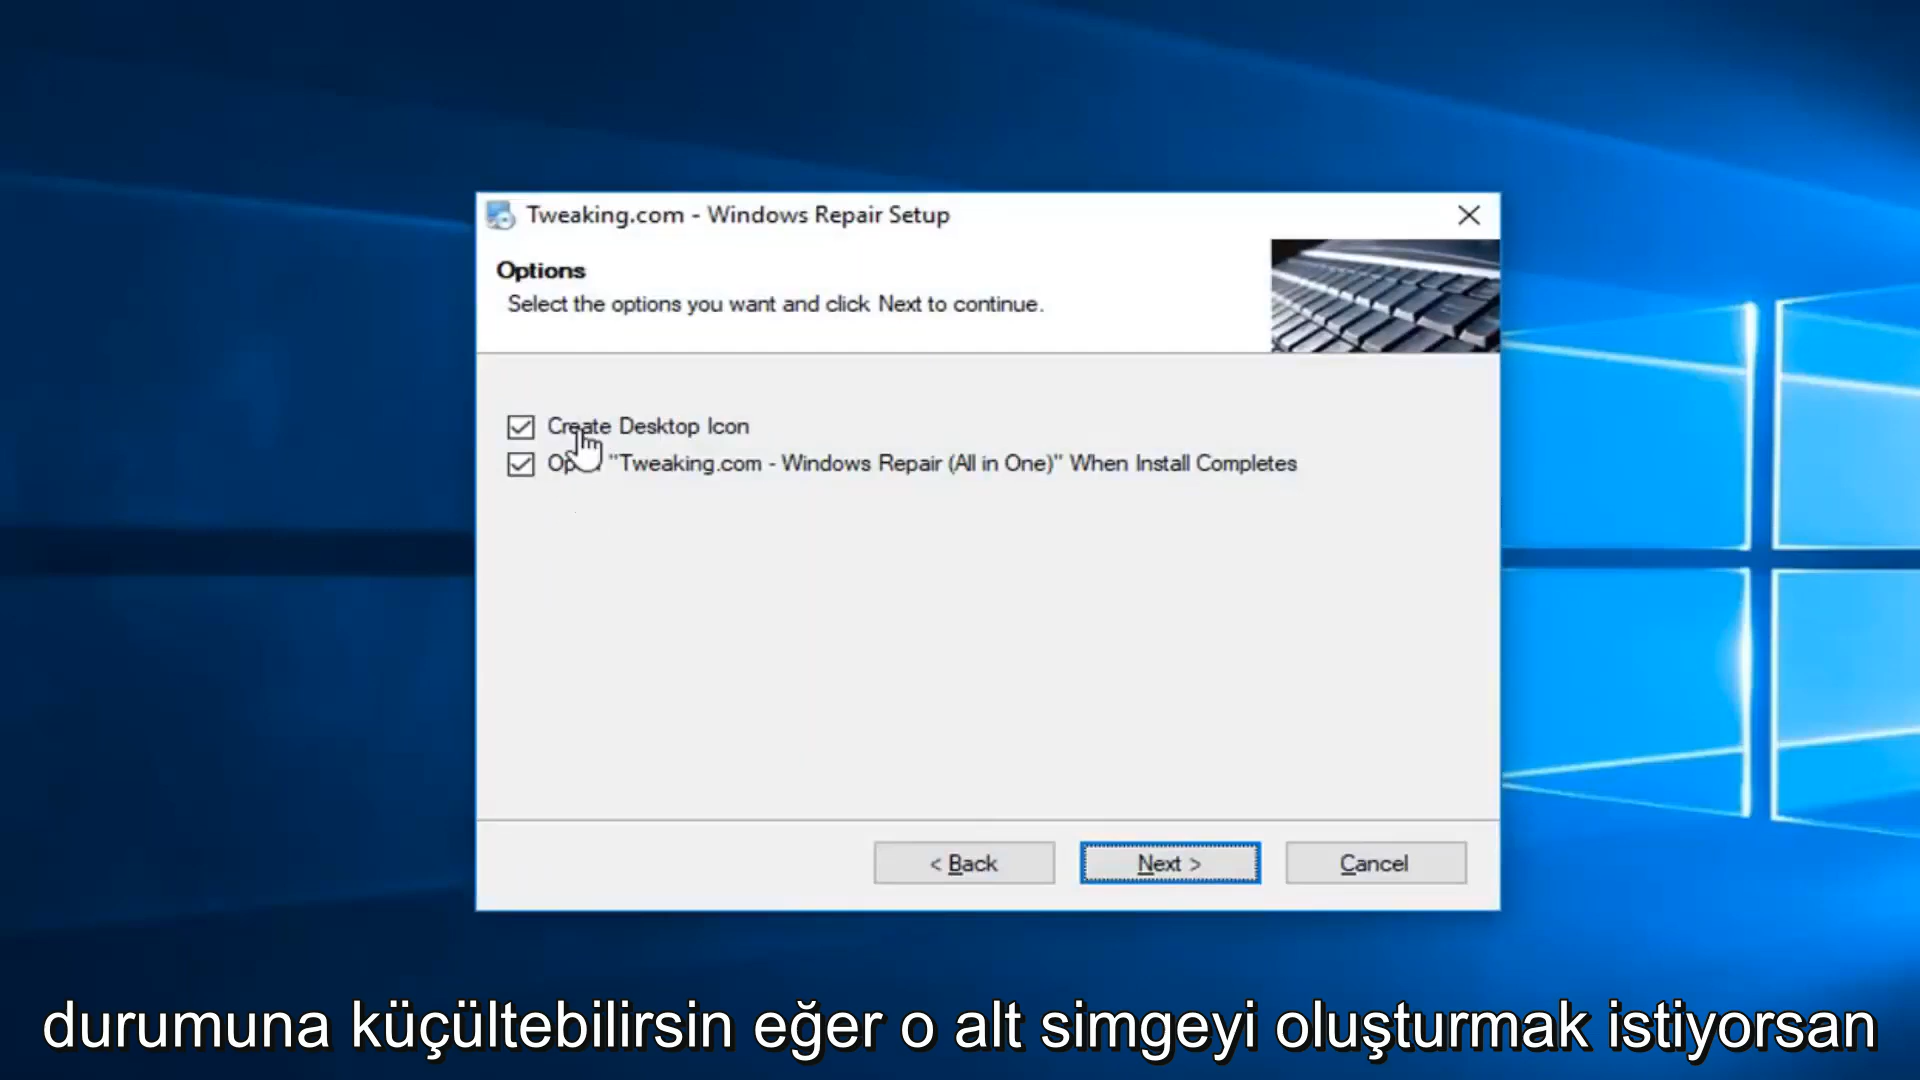 Tweaking.com - Windows Repair Setup
Options
Select the options you want and click Next to continue.
Create Desktop Icon
"Tweaking.com - Windows Repair (All in One)" When Install Completes
< Back
Next >
Cancel
durumuna küçültebilirsin eğer o alt simgeyi oluşturmak istiyorsan